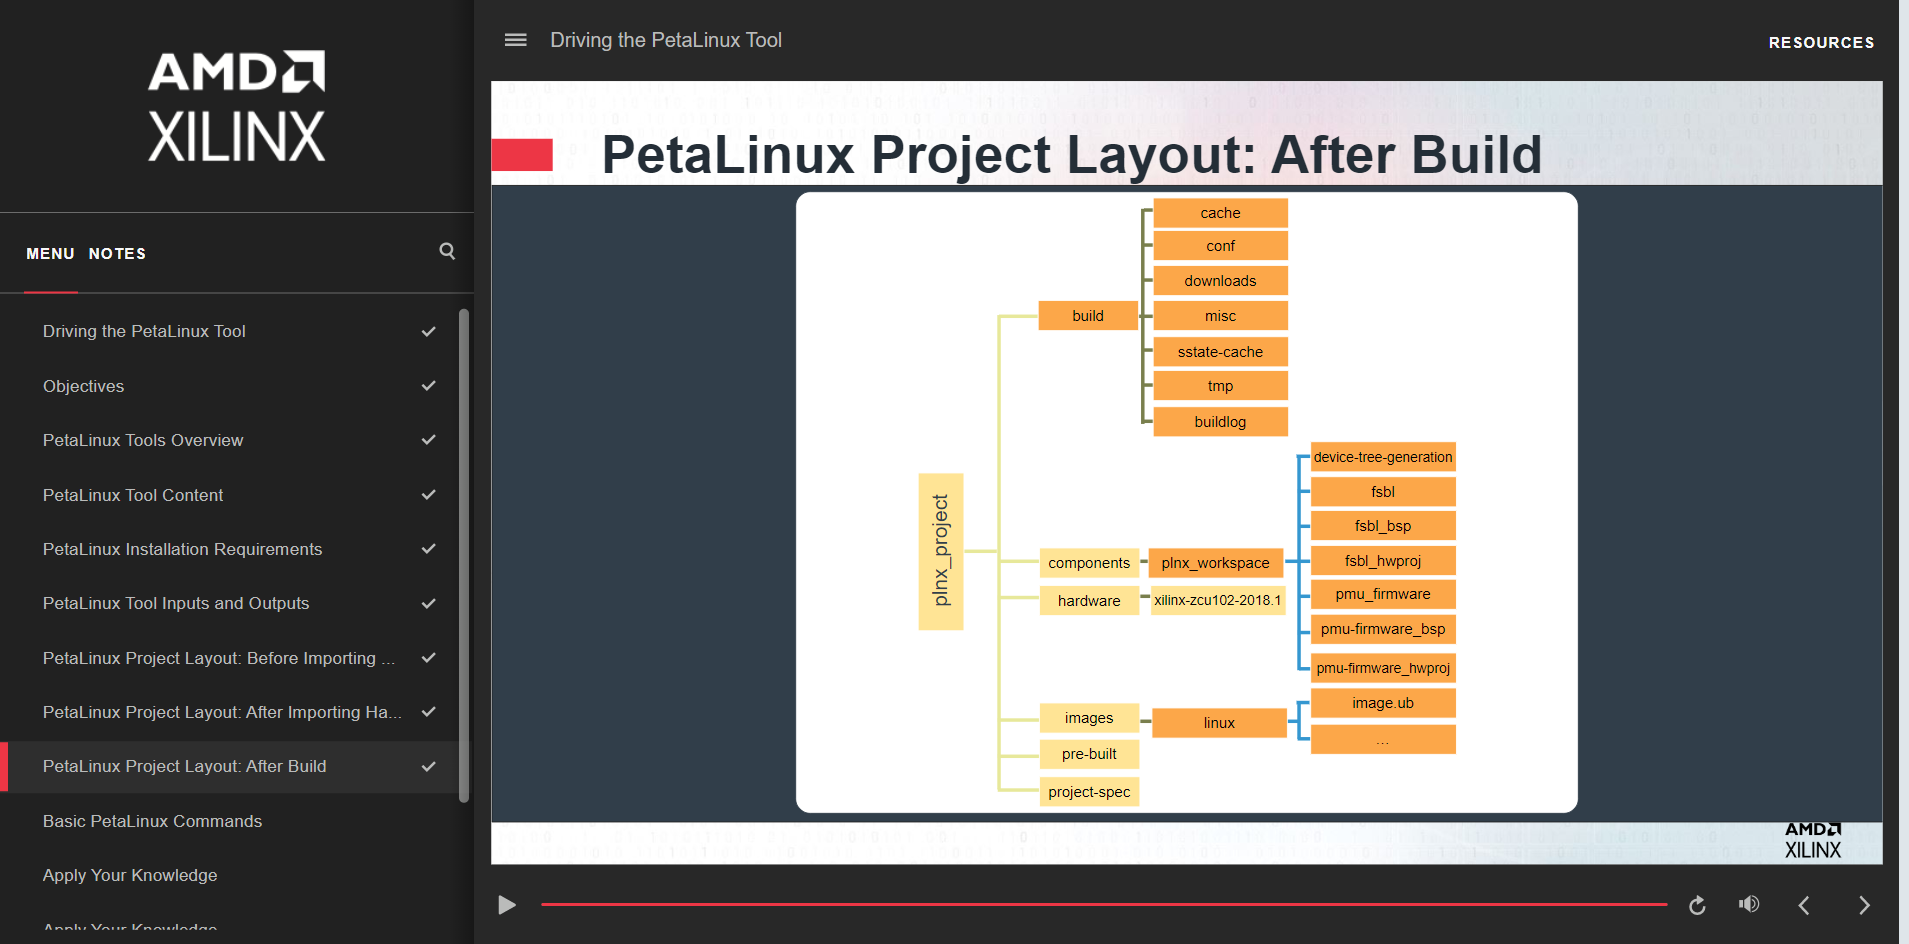 AMD
XILINX
MENU NOTES
Driving the PetaLinux Tool
Objectives
PetaLinux Tools Overview
PetaLinux Tool Content
PetaLinux Installation Requirements
PetaLinux Tool Inputs and Outputs
PetaLinux Project Layout: Before Importing ...
PetaLinux Project Layout: After Importing Ha...
PetaLinux Project Layout: After Build
Basic PetaLinux Commands
Apply Your Knowledge
Apply Your Knowledge
Driving the PetaLinux Tool
RESOURCES
PetaLinux Project Layout: After Build
plnx_project
build
cache
conf
downloads
misc
sstate-cache
tmp
buildlog
components
plnx_workspace
device-tree-generation
fsbl
fsbl_bsp
fsbl_hwproj
pmu_firmware
pmu-firmware_bsp
pmu-firmware_hwproj
hardware
xilinx-zcu102-2018.1
images
linux
image.ub
...
pre-built
project-spec
AMD
XILINX